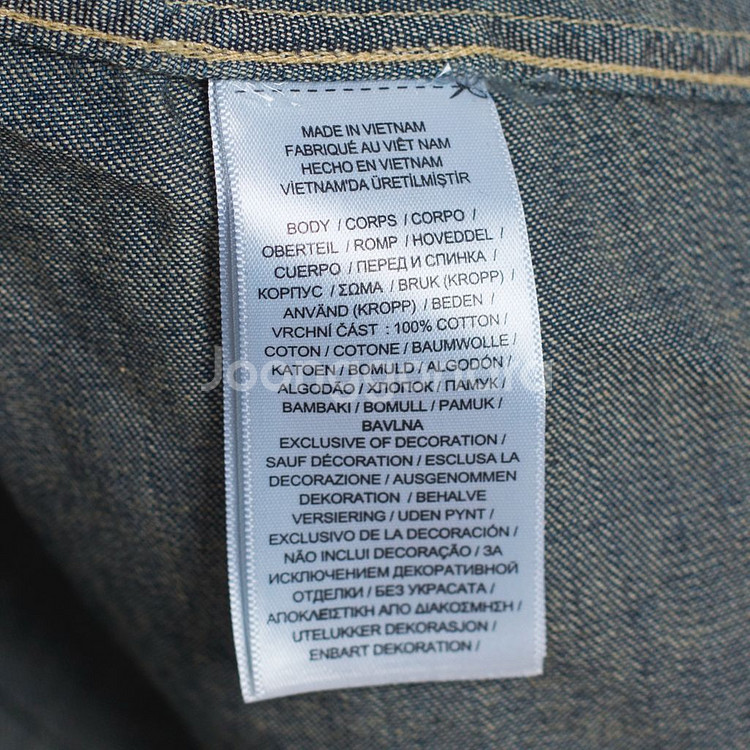 MADE IN VIETNAM
FABRIQUÉ AU VIÊT NAM
HECHO EN VIETNAM
VİETNAM'DA ÜRETİLMİŞTİR
BODY / CORPS / CORPO /
OBERTEIL / ROMP / HOVEDDEL /
CUERPO / ПЕРЕД И СПИНКА /
КОРПУС / ΣΩΜΑ / BRUK (KROPP) /
ANVÄND (KROPP) / BEDEN /
VRCHNÍ ČÁST : 100% COTTON /
COTON / COTONE / BAUMWOLLE /
KATOEN / BOMULD / ALGODÓN /
ALGODÃO / ХЛОПОК / ПАМУК /
BAMBAKI / BOMULL / PAMUK /
BAVLNA
EXCLUSIVE OF DECORATION /
SAUF DÉCORATION / ESCLUSA LA
DECORAZIONE / AUSGENOMMEN
DEKORATION / BEHALVE
VERSIERING / UDEN PYNT /
EXCLUSIVO DE LA DECORACIÓN /
NÃO INCLUI DECORAÇÃO / ЗА
ИСКЛЮЧЕНИЕМ ДЕКОРАТИВНОЙ
ОТДЕЛКИ / БЕЗ УКРАСАТА /
ΑΠΟΚΛΕΙΣΤΙΚΗ ΑΠΟ ΔΙΑΚΟΣΜΗΣΗ /
UTELUKKER DEKORASJON /
ENBART DEKORATION /